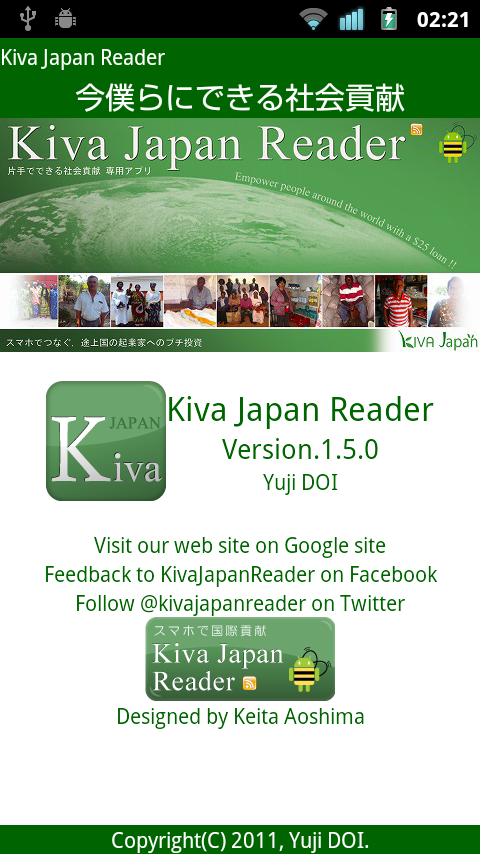 02:21
Kiva Japan Reader
今僕らにできる社会貢献
Kiva Japan Reader
片手でできる社会貢献 専用アプリ
Empower people around the world with a $25 loan !!
スマホでつなぐ、途上国の起業家へのプチ投資
KIVA Japan
JAPAN
Kiva
Kiva Japan Reader
Version.1.5.0
Yuji DOI
Visit our web site on Google site
Feedback to KivaJapanReader on Facebook
Follow @kivajapanreader on Twitter
スマホで国際貢献
Kiva Japan
Reader
Designed by Keita Aoshima
Copyright(C) 2011, Yuji DOI.